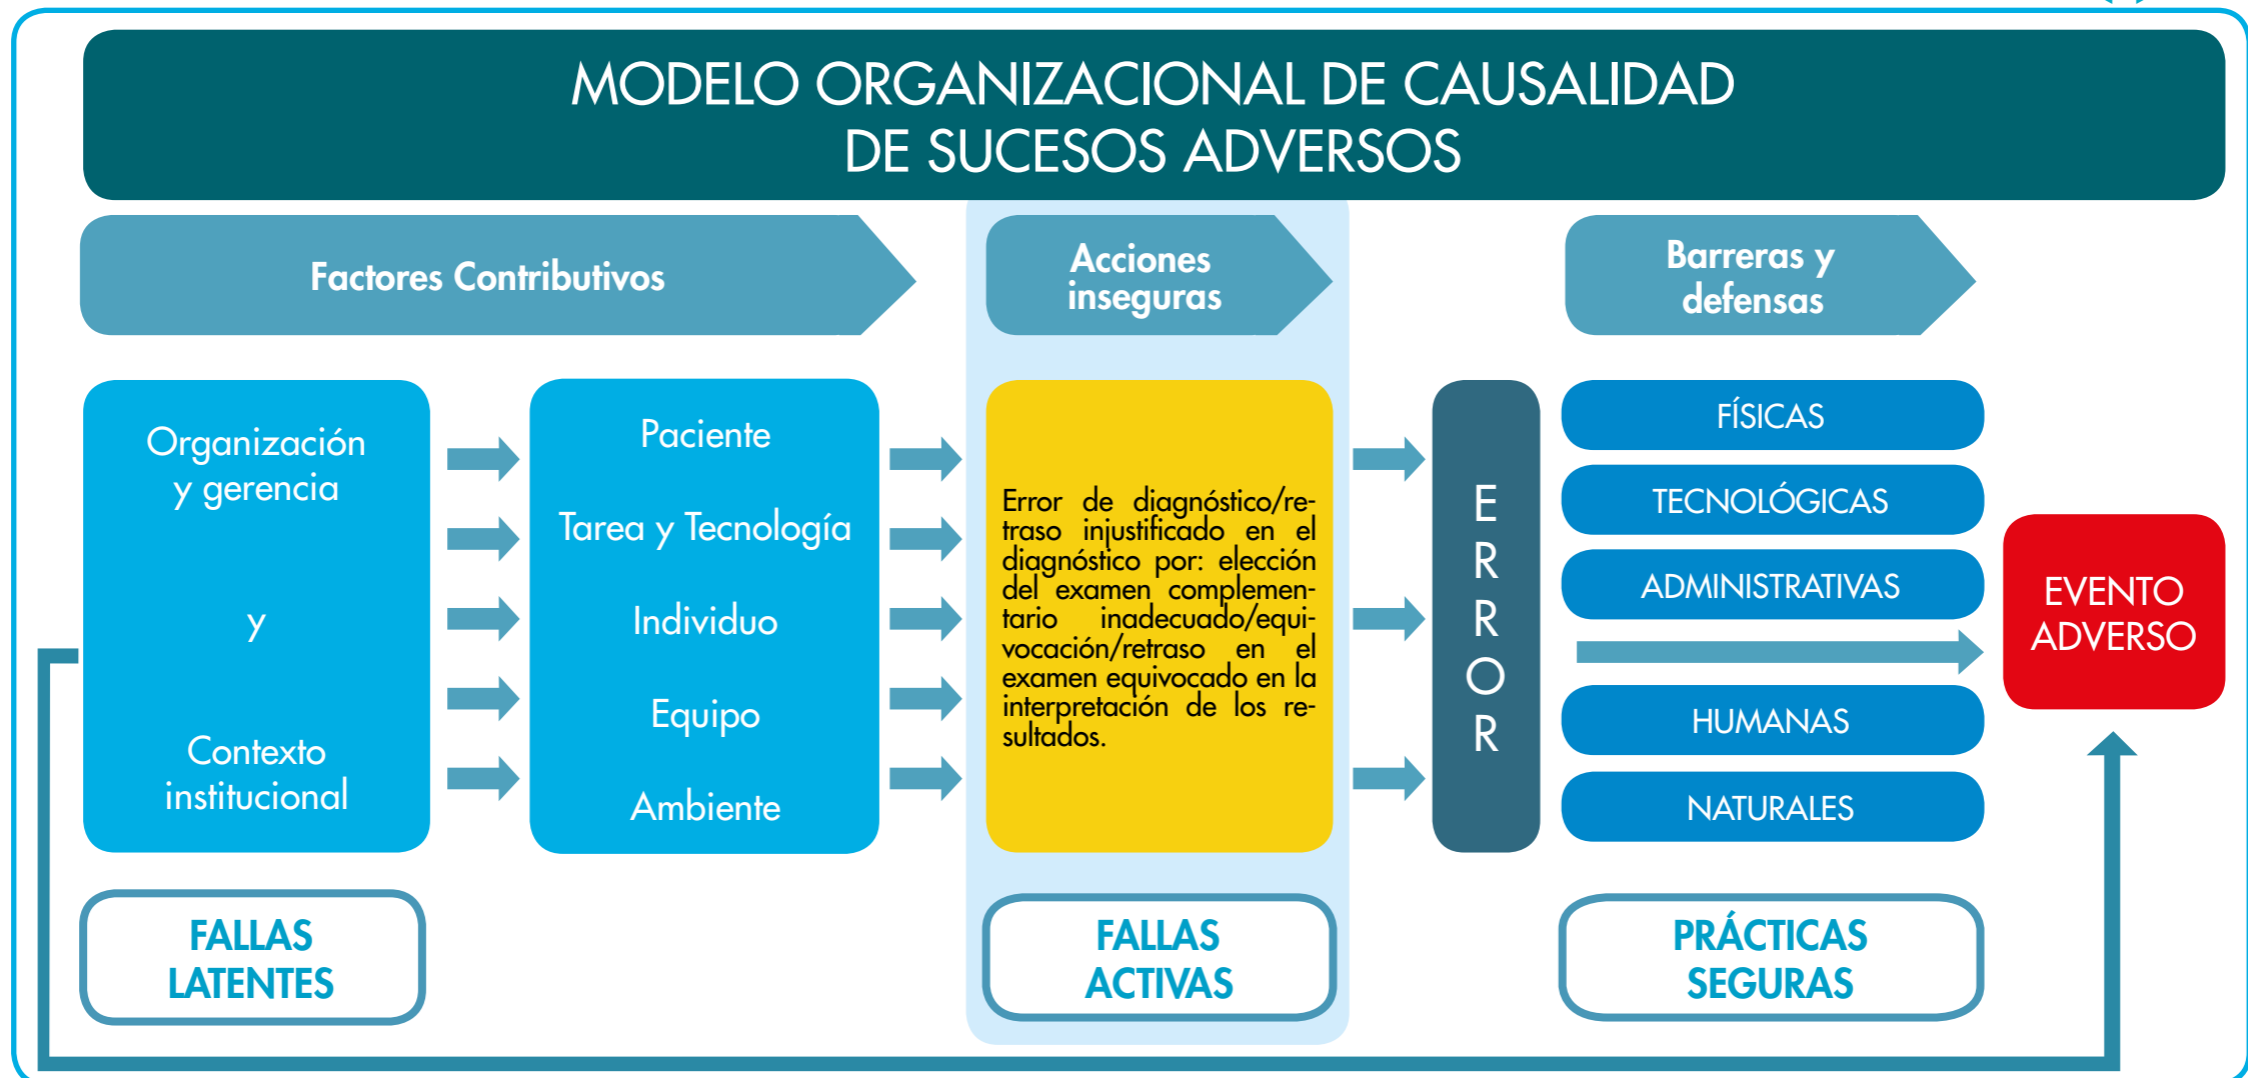 MODELO ORGANIZACIONAL DE CAUSALIDAD
DE SUCESOS ADVERSOS
Factores Contributivos
Acciones
inseguras
Barreras y
defensas
Organización
y gerencia
y
Contexto
institucional
Paciente
Tarea y Tecnología
Individuo
Equipo
Ambiente
Error de diagnóstico/re-
traso injustificado en el
diagnóstico por: elección
del examen complemen-
tario inadecuado/equi-
vocación/retraso en el
examen equivocado en la
interpretación de los re-
sultados.
E
R
R
O
R
FÍSICAS
TECNOLÓGICAS
ADMINISTRATIVAS
HUMANAS
NATURALES
EVENTO
ADVERSO
FALLAS
LATENTES
FALLAS
ACTIVAS
PRÁCTICAS
SEGURAS